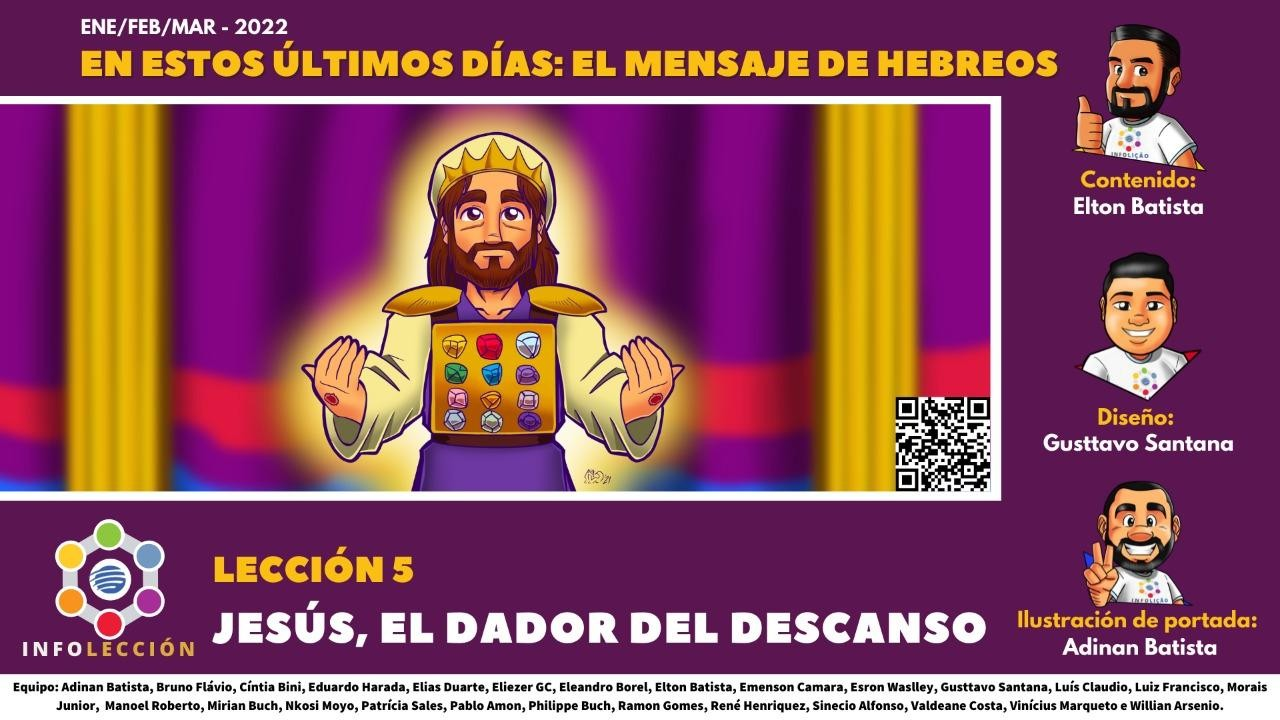 ENE/FEB/MAR - 2022
EN ESTOS ÚLTIMOS DÍAS: EL MENSAJE DE HEBREOS
INFOLIÇÃO
Contenido:
Elton Batista
Diseño:
Gusttavo Santana
INFOLIÇÃO
Ilustración de portada:
Adinan Batista
LECCIÓN 5
JESÚS, EL DADOR DEL DESCANSO
INFOLECCIÓN
Equipo: Adinan Batista, Bruno Flávio, Cíntia Bini, Eduardo Harada, Elias Duarte, Eliezer GC, Eleandro Borel, Elton Batista, Emenson Camara, Esron Waslley, Gusttavo Santana, Luís Claudio, Luiz Francisco, Morais
Junior, Manoel Roberto, Mirian Buch, Nkosi Moyo, Patrícia Sales, Pablo Amon, Philippe Buch, Ramon Gomes, René Henriquez, Sinecio Alfonso, Valdeane Costa, Vinícius Marqueto e Willian Arsenio.